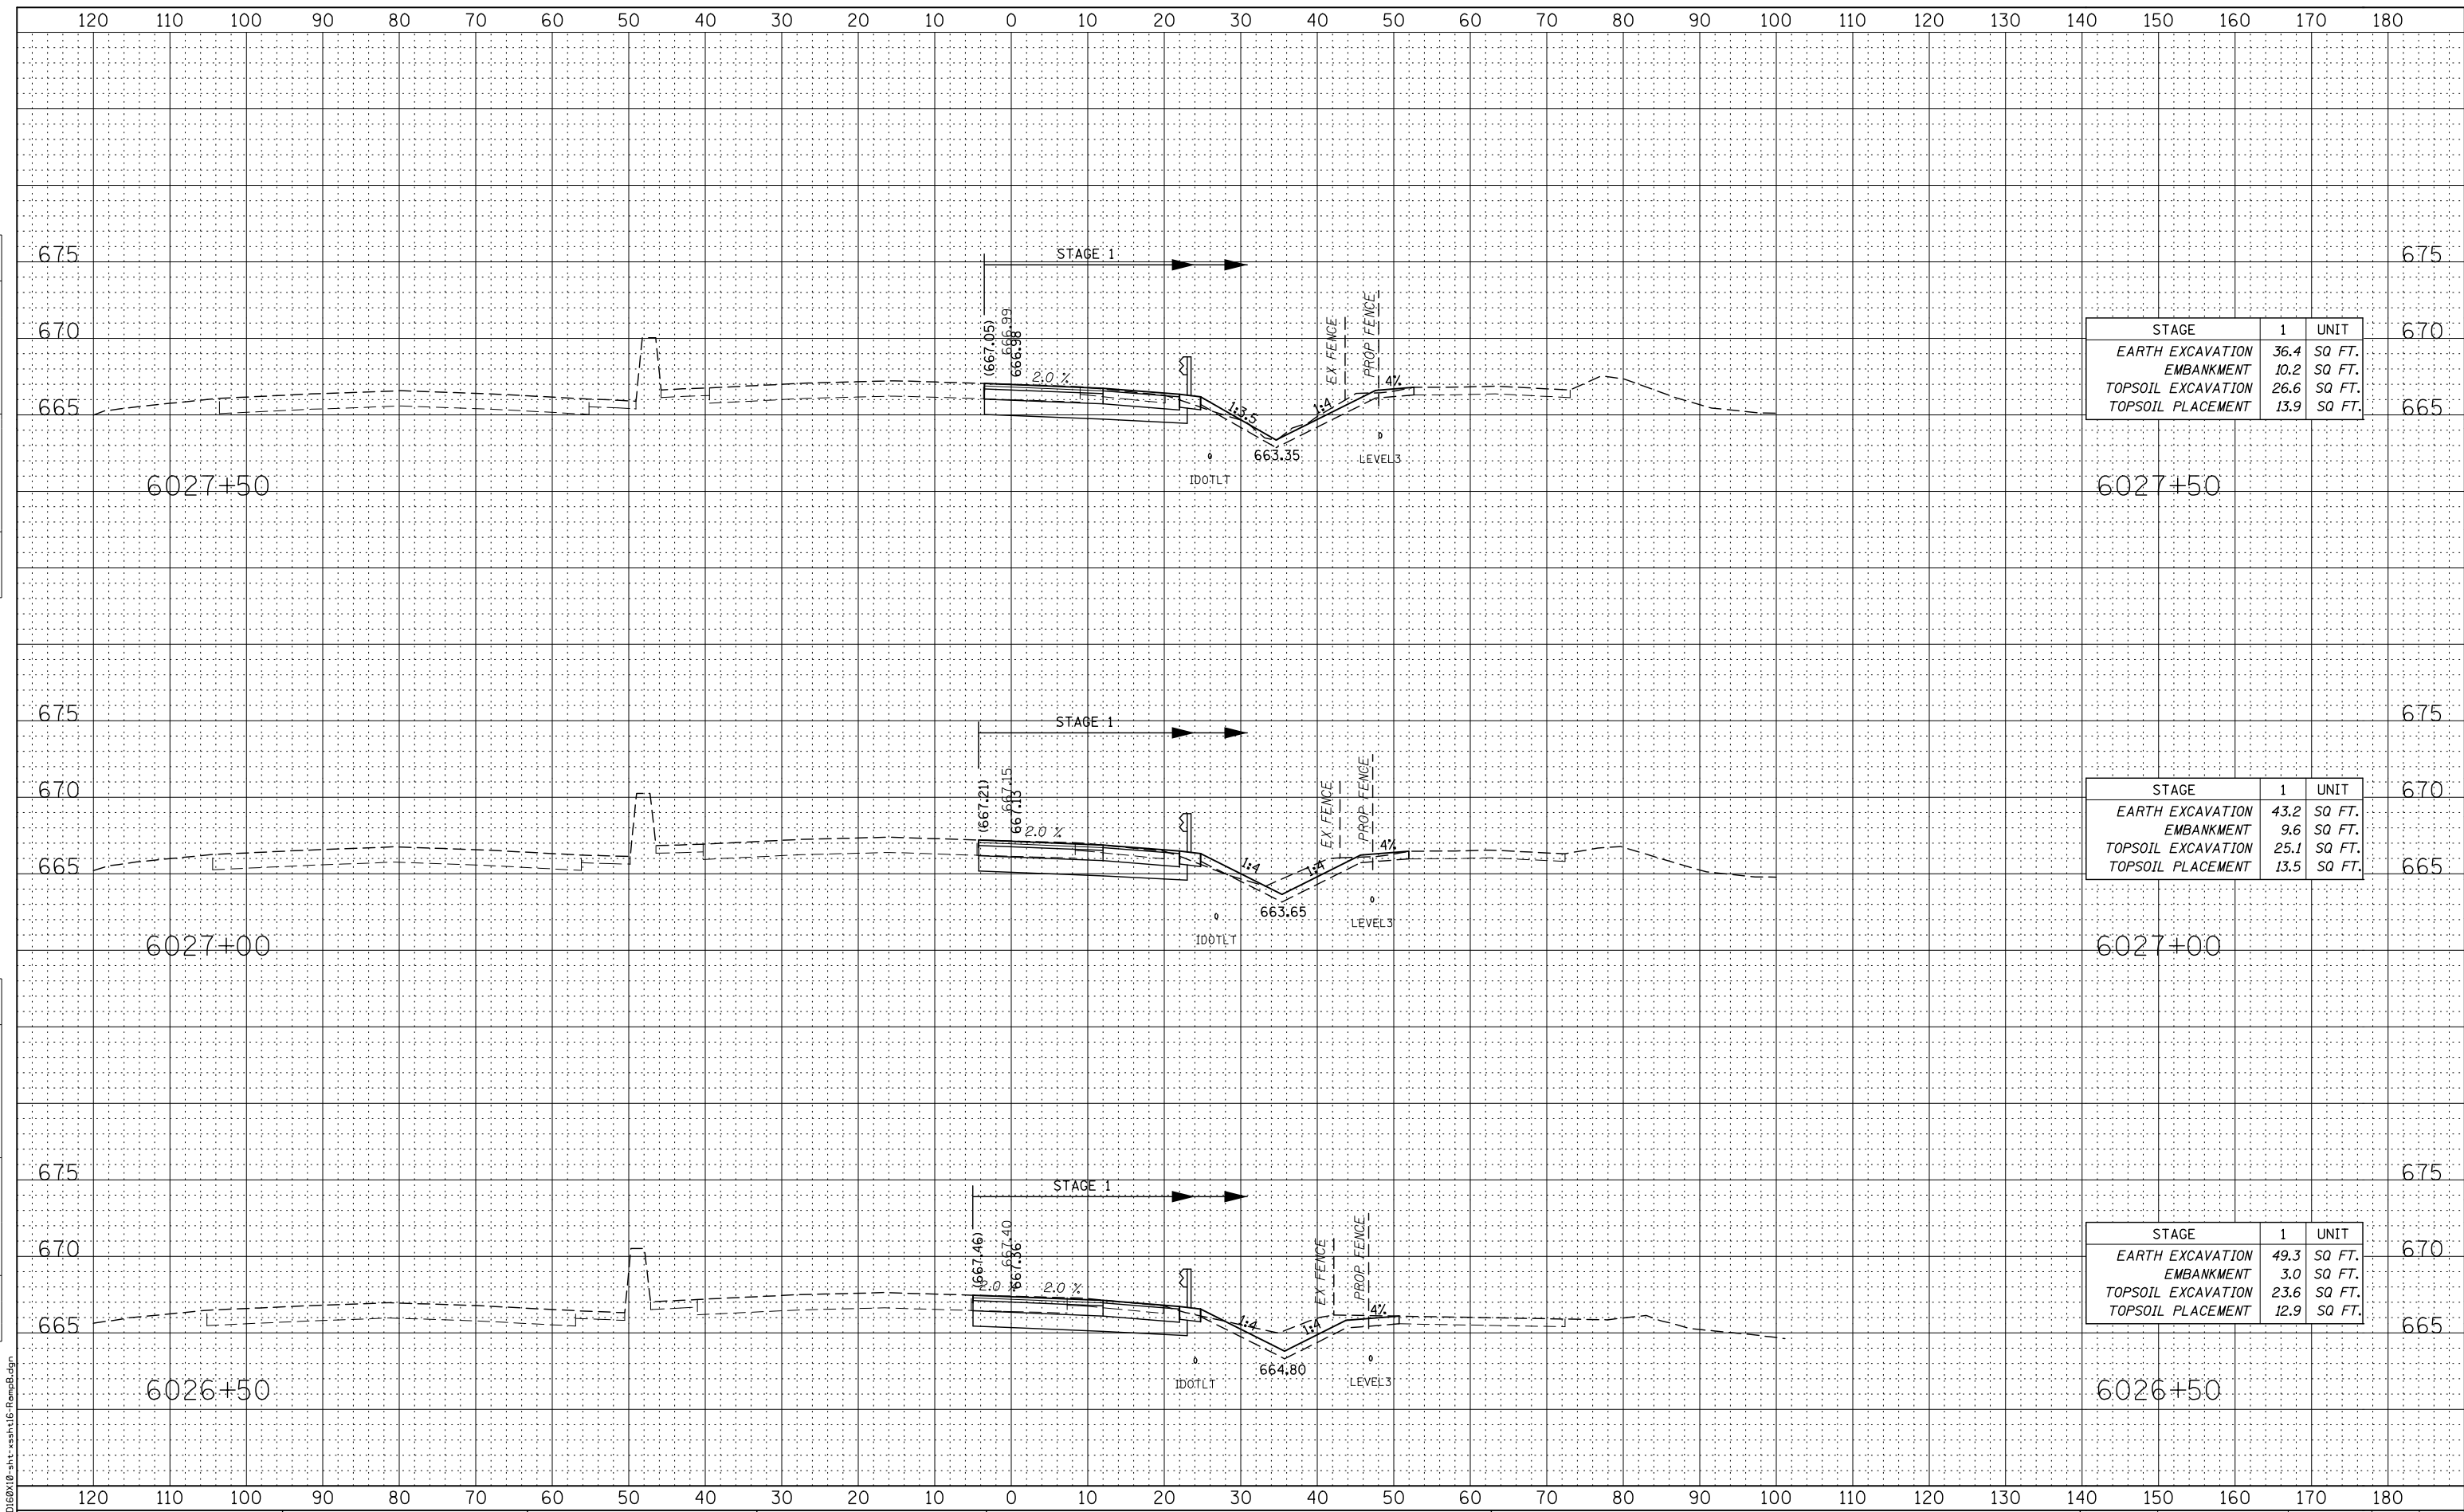 120 110 100 90 80 70 60 50 40 30 20 10 0 10 20 30 40 50 60 70 80 90 100 110 120 130 140 150 160 170 180
675 675
STAGE 1
670 670
(667.05)
666.99
666.98
EX FENCE
PROP FENCE
2.0 %
1:3.5
1:4
4%
665 665
663.35
IDOTLT
LEVEL3
STAGE 1 UNIT
EARTH EXCAVATION 36.4 SQ FT.
EMBANKMENT 10.2 SQ FT.
TOPSOIL EXCAVATION 26.6 SQ FT.
TOPSOIL PLACEMENT 13.9 SQ FT.
6027+50 6027+50
675 675
STAGE 1
670 670
(667.21)
667.15
667.13
EX FENCE
PROP FENCE
2.0 %
1:4
1:4
4%
665 665
663.65
IDOTLT
LEVEL3
STAGE 1 UNIT
EARTH EXCAVATION 43.2 SQ FT.
EMBANKMENT 9.6 SQ FT.
TOPSOIL EXCAVATION 25.1 SQ FT.
TOPSOIL PLACEMENT 13.5 SQ FT.
6027+00 6027+00
675 675
STAGE 1
670 670
(667.46)
667.40
667.36
EX FENCE
PROP FENCE
2.0 % 2.0 %
1:4
1:4
4%
665 665
664.80
IDOTLT
LEVEL3
STAGE 1 UNIT
EARTH EXCAVATION 49.3 SQ FT.
EMBANKMENT 3.0 SQ FT.
TOPSOIL EXCAVATION 23.6 SQ FT.
TOPSOIL PLACEMENT 12.9 SQ FT.
6026+50 6026+50
D160X10-sht-xssht16-RampB.dgn
120 110 100 90 80 70 60 50 40 30 20 10 0 10 20 30 40 50 60 70 80 90 100 110 120 130 140 150 160 170 180